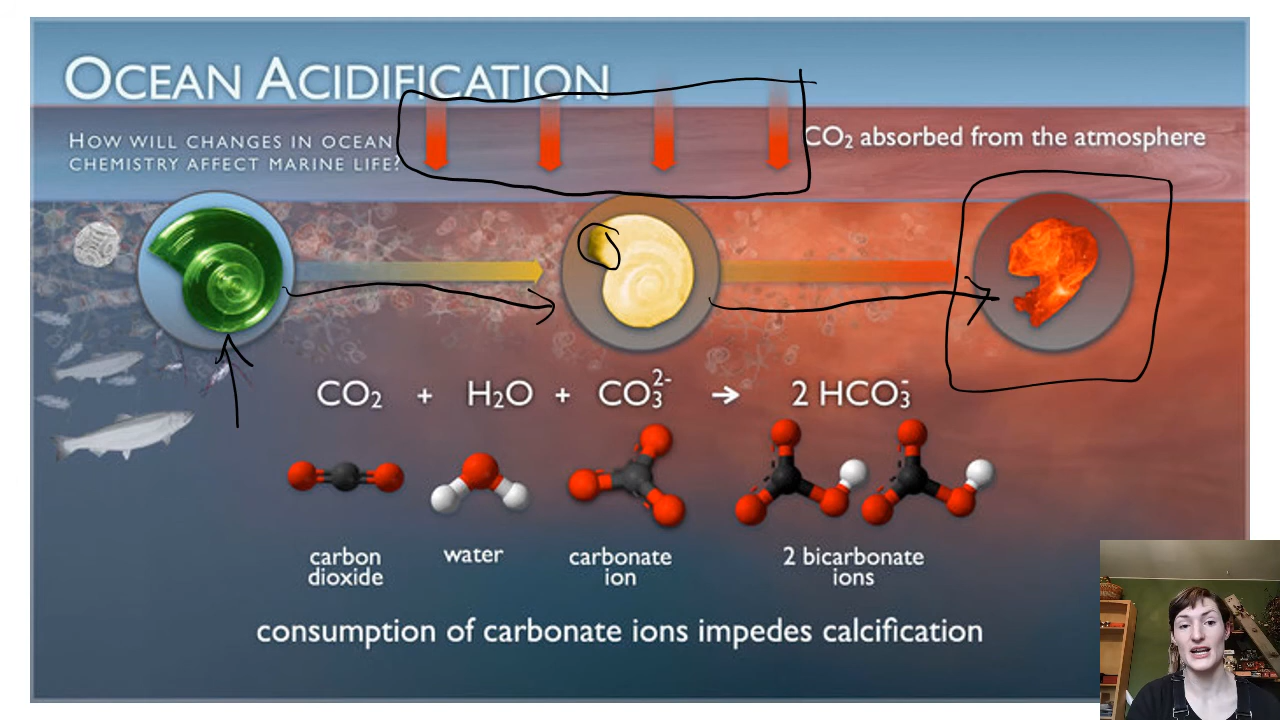 OCEAN ACIDIFICATION
HOW WILL CHANGES IN OCEAN
CHEMISTRY AFFECT MARINE LIFE?
CO₂ absorbed from the atmosphere
CO₂ + H₂O + CO₃²⁻ → 2 HCO₃⁻
carbon dioxide
water
carbonate ion
2 bicarbonate ions
consumption of carbonate ions impedes calcification